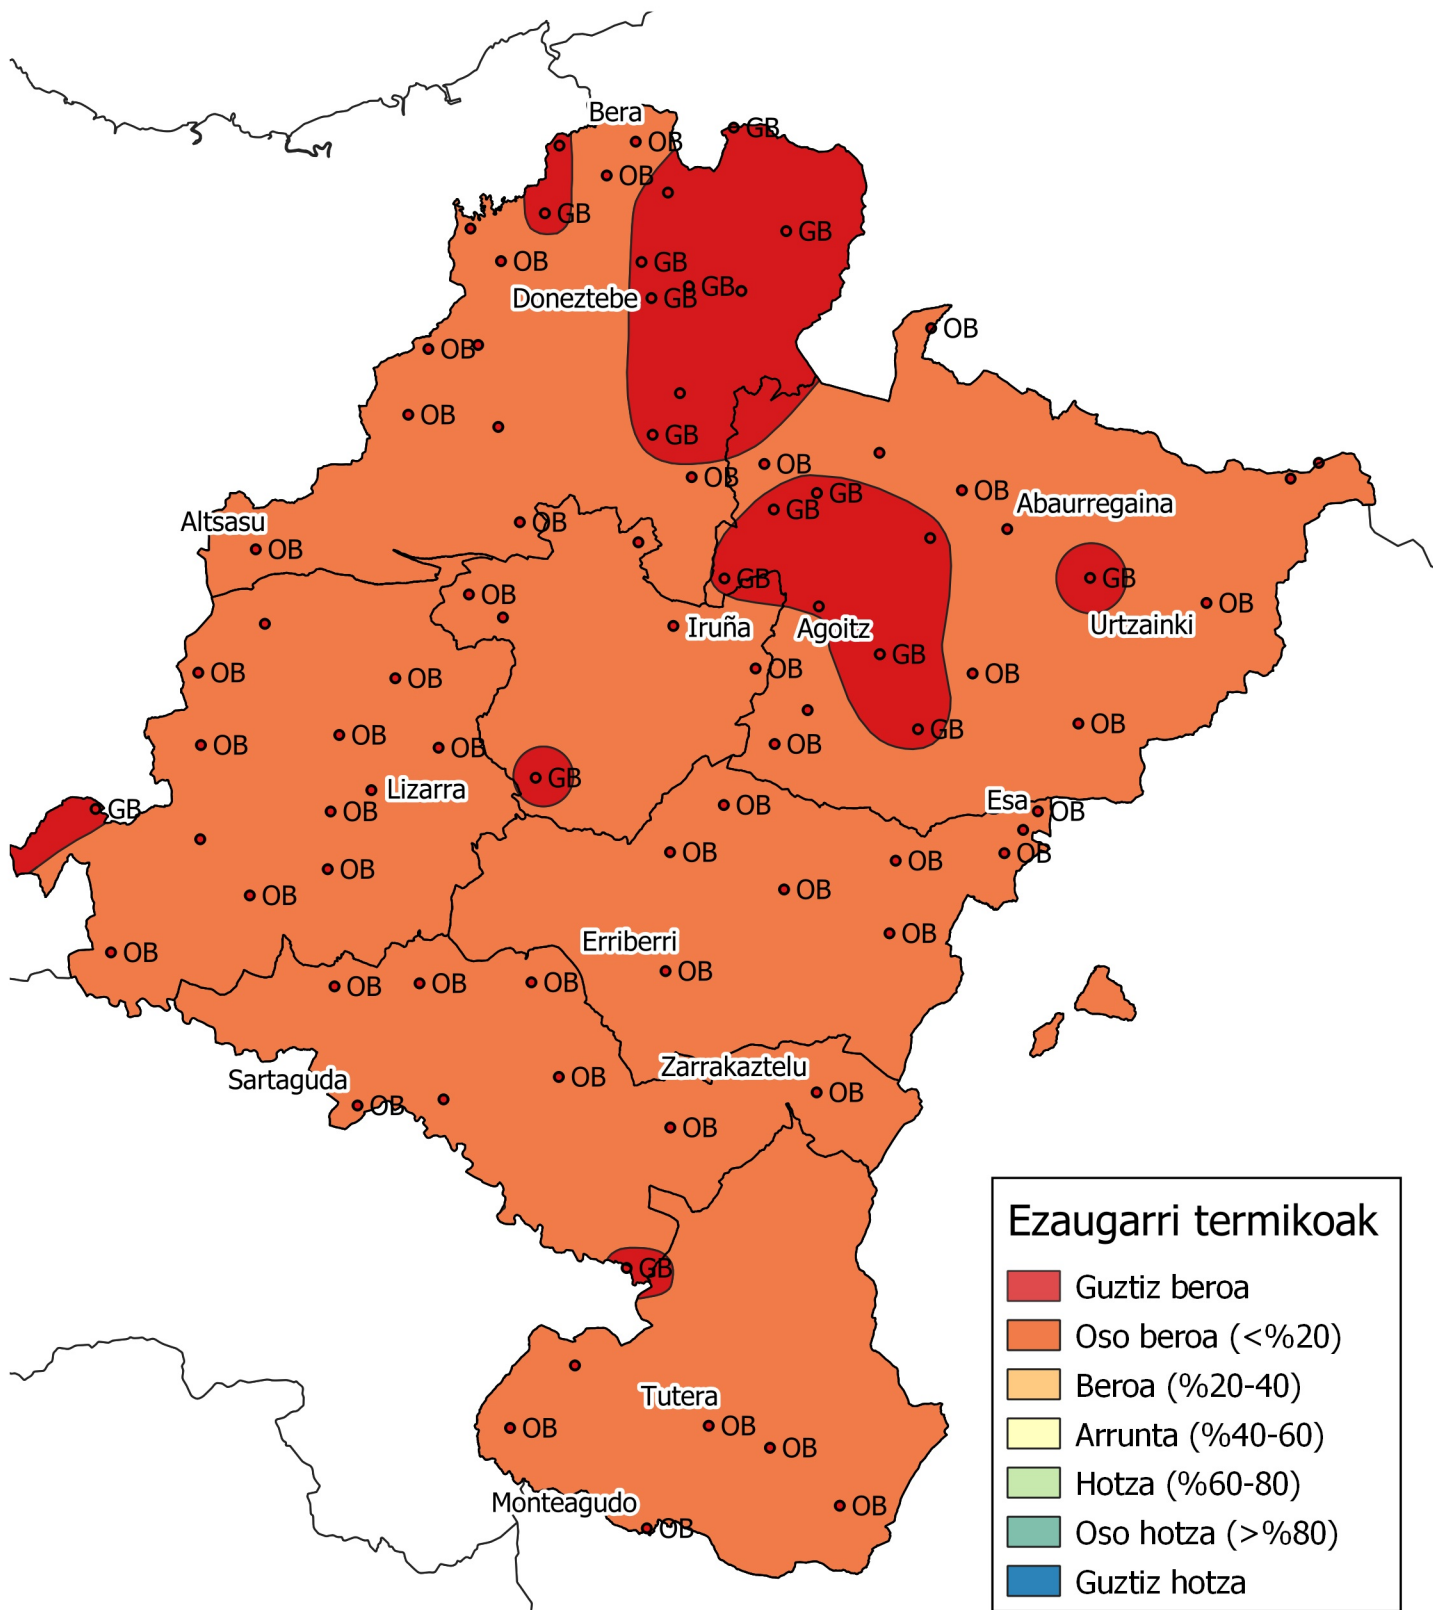 Bera
OB
GB
OB
GB
GB
OB
GB
GB
Doneztebe
GB
OB
OB
OB
GB
OB
OB
GB
OB
Abaurregaina
GB
Altsasu
OB
OB
GB
GB
OB
OB
Iruña
Agoitz
Urtzainki
GB
OB
OB
OB
OB
OB
GB
OB
OB
OB
OB
GB
Lizarra
Esa
OB
GB
OB
OB
OB
OB
OB
OB
OB
OB
OB
Erriberri
OB
OB
OB
OB
OB
Zarrakaztelu
Sartaguda
OB
OB
OB
OB
GB
Tutera
OB
OB
OB
Monteagudo
OB
OB
Ezaugarri termikoak
Guztiz beroa
Oso beroa (<%20)
Beroa (%20-40)
Arrunta (%40-60)
Hotza (%60-80)
Oso hotza (>%80)
Guztiz hotza